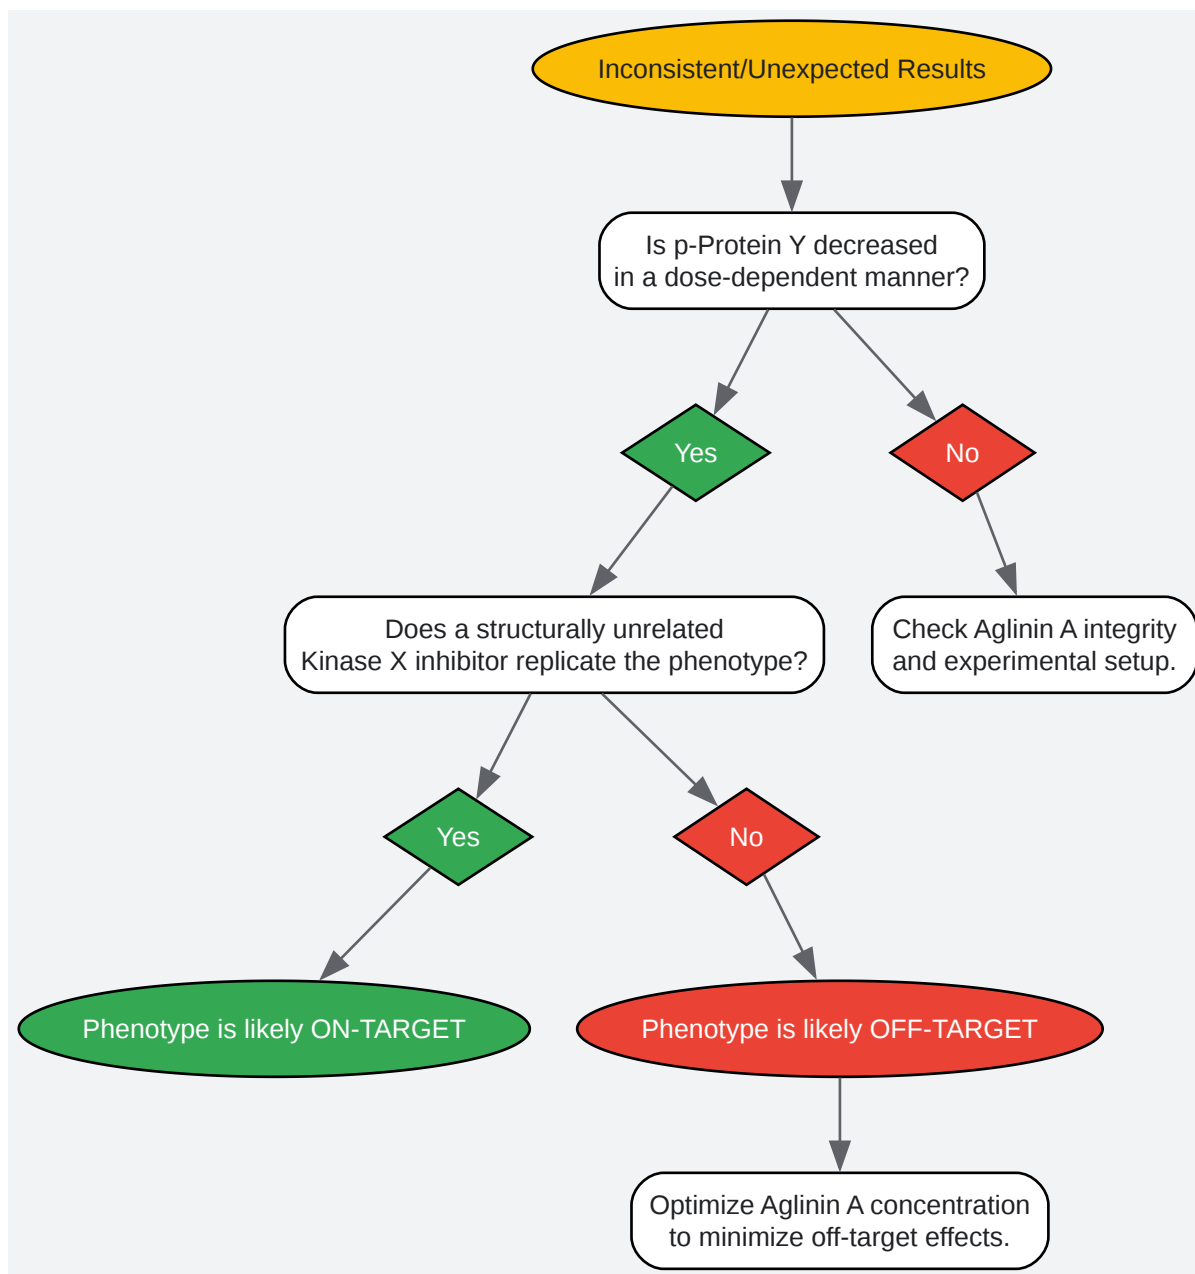 Inconsistent/Unexpected Results
Is p-Protein Y decreased
in a dose-dependent manner?
Yes
No
Does a structurally unrelated
Kinase X inhibitor replicate the phenotype?
Check Aglinin A integrity
and experimental setup.
Yes
No
Phenotype is likely ON-TARGET
Phenotype is likely OFF-TARGET
Optimize Aglinin A concentration
to minimize off-target effects.